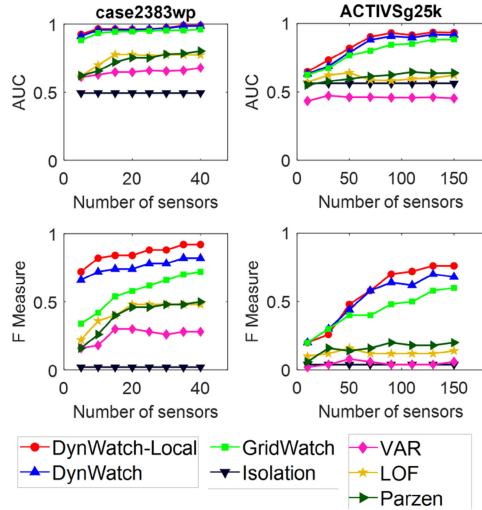 case2383wp
ACTIVSg25k
1
0.5
0
AUC
0 20 40
Number of sensors
1
0.5
0
AUC
0 50 100 150
Number of sensors
1
0.5
0
F Measure
0 20 40
Number of sensors
1
0.5
0
F Measure
0 50 100 150
Number of sensors
DynWatch-Local
DynWatch
GridWatch
Isolation
VAR
LOF
Parzen